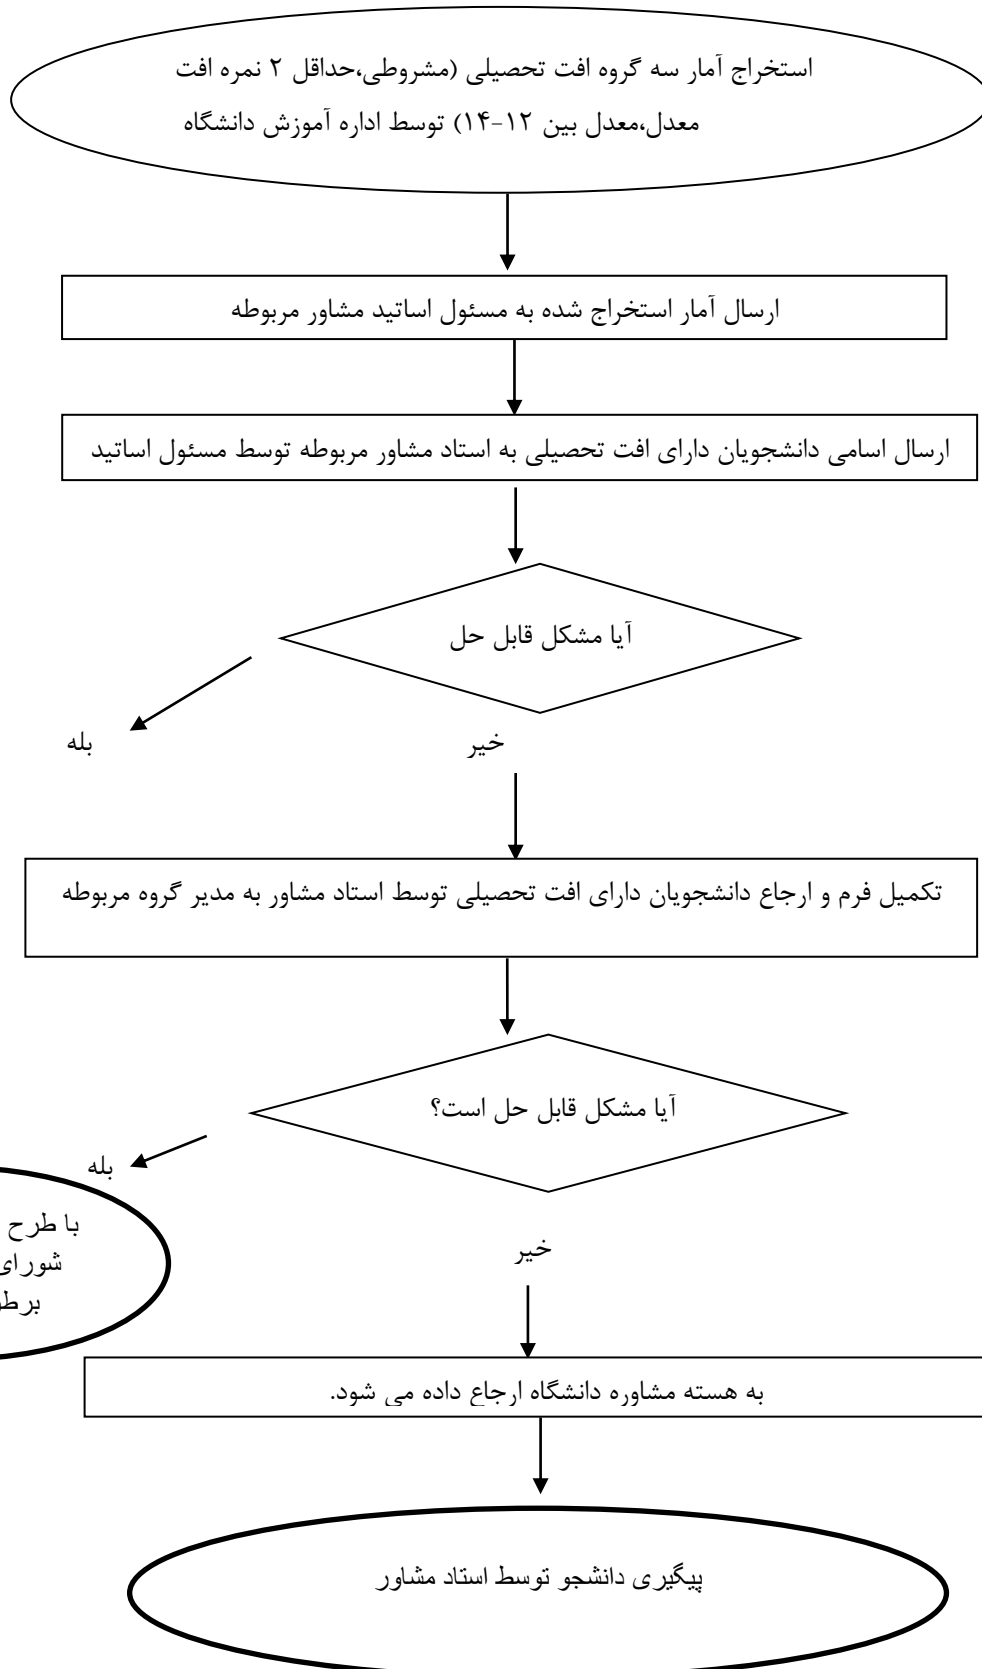 استخراج آمار سه گروه افت تحصیلی (مشروطی،حداقل ۲ نمره افت
معدل،معدل بین ۱۲-۱۴) توسط اداره آموزش دانشگاه
ارسال آمار استخراج شده به مسئول اساتید مشاور مربوطه
ارسال اسامی دانشجویان دارای افت تحصیلی به استاد مشاور مربوطه توسط مسئول اساتید
آیا مشکل قابل حل
بله
خیر
تکمیل فرم و ارجاع دانشجویان دارای افت تحصیلی توسط استاد مشاور به مدیر گروه مربوطه
آیا مشکل قابل حل است؟
بله
با طرح
شورای
خیر
به هسته مشاوره دانشگاه ارجاع داده می شود.
پیگیری دانشجو توسط استاد مشاور